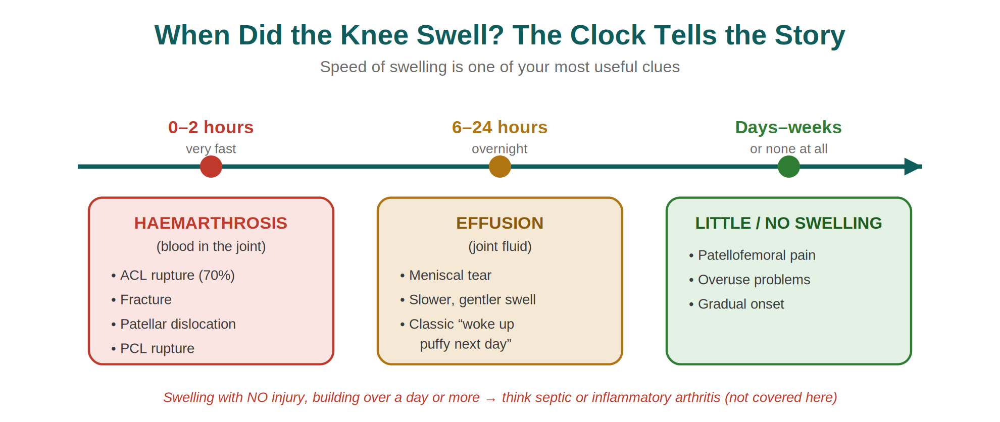 When Did the Knee Swell? The Clock Tells the Story
Speed of swelling is one of your most useful clues
0–2 hours
very fast
6–24 hours
overnight
Days–weeks
or none at all
HAEMARTHROSIS
(blood in the joint)
• ACL rupture (70%)
• Fracture
• Patellar dislocation
• PCL rupture
EFFUSION
(joint fluid)
• Meniscal tear
• Slower, gentler swell
• Classic “woke up
puffy next day”
LITTLE / NO SWELLING
• Patellofemoral pain
• Overuse problems
• Gradual onset
Swelling with NO injury, building over a day or more → think septic or inflammatory arthritis (not covered here)